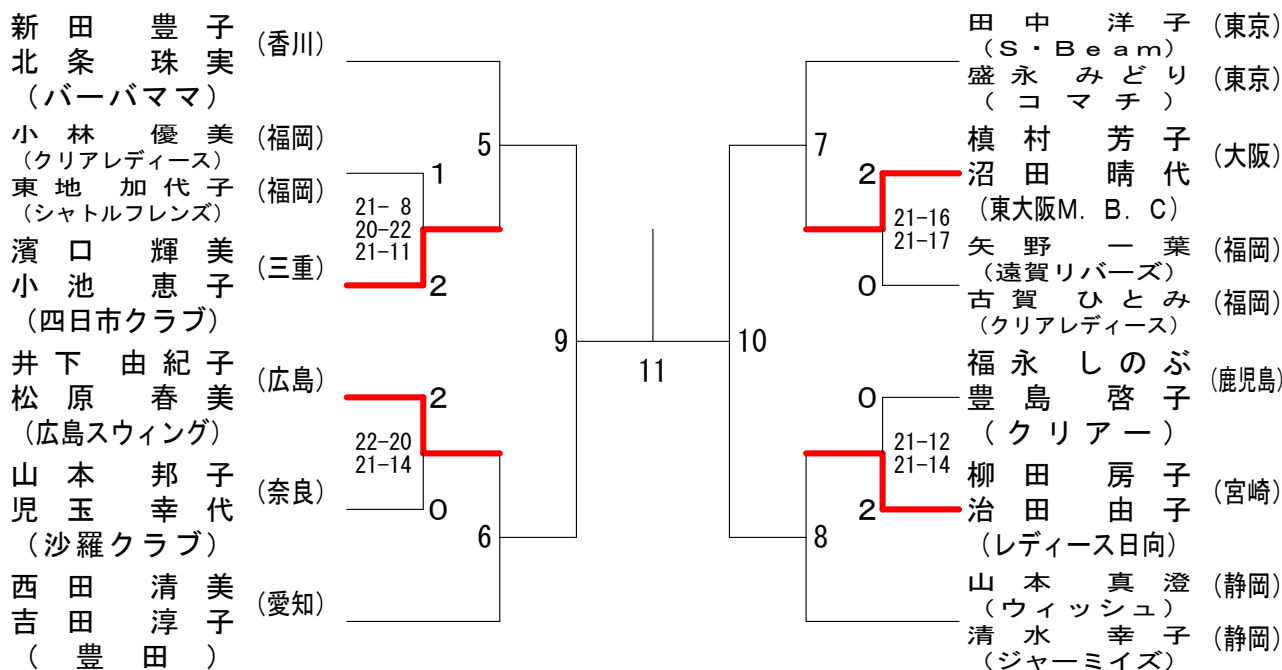 新田 豊子
(香川)
北条 珠実
(バーバママ)
小林 優美 (福岡)
(クリアレディース)
東地 加代子 (福岡)
(シャトルフレンズ)
濱口 輝美
(三重)
小池 恵子
(四日市クラブ)
井下 由紀子
(広島)
松原 春美
(広島スウィング)
山本 邦子
(奈良)
児玉 幸代
(沙羅クラブ)
西田 清美
(愛知)
吉田 淳子
(豊田)
5
1
21- 8
20-22
21-11
2
9
2
22-20
21-14
0
6
11
10
7
2
21-16
21-17
0
0
21-12
21-14
2
8
田中 洋子 (東京)
(S・Beam)
盛永 みどり (東京)
(コマチ)
槙村 芳子
(大阪)
沼田 晴代
(東大阪M.B.C)
矢野 一葉 (福岡)
(遠賀リバーズ)
古賀 ひとみ (福岡)
(クリアレディース)
福永 しのぶ
(鹿児島)
豊島 啓子
(クリアー)
柳田 房子
(宮崎)
治田 由子
(レディース日向)
山本 真澄 (静岡)
(ウィッシュ)
清水 幸子 (静岡)
(ジャーミイズ)